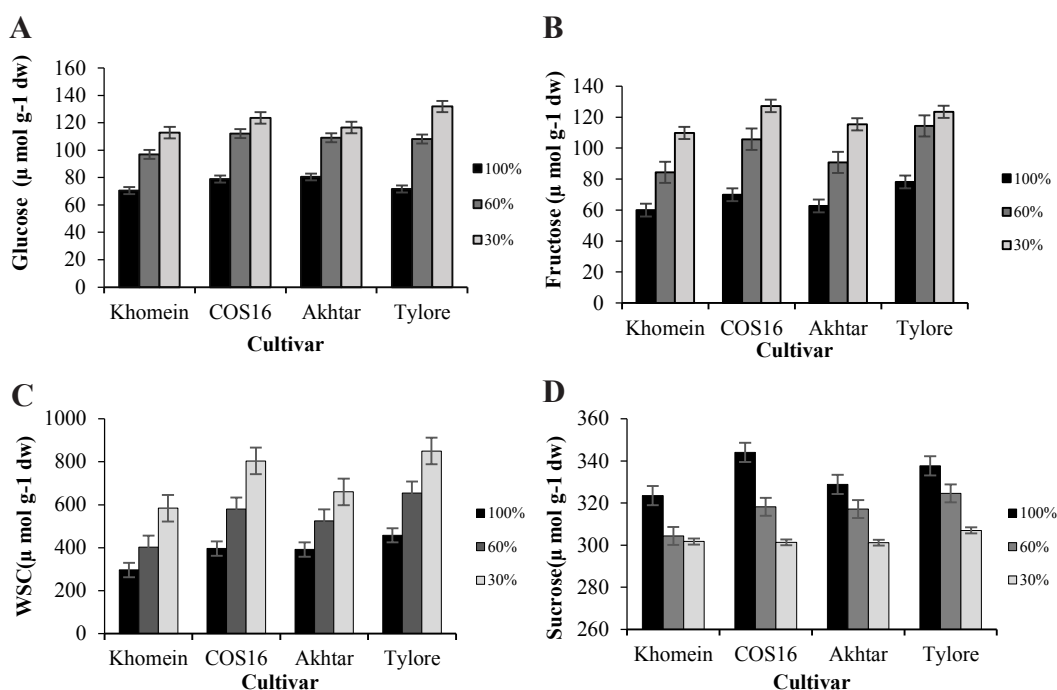 A
Glucose (µ mol g-1 dw)
160
140
120
100
80
60
40
20
0
Khomein COS16 Akhtar Tylore
Cultivar
100%
60%
30%
B
Fructose (µ mol g-1 dw)
140
120
100
80
60
40
20
0
Khomein COS16 Akhtar Tylore
Cultivar
100%
60%
30%
C
WSC(µ mol g-1 dw)
1000
800
600
400
200
0
Khomein COS16 Akhtar Tylore
Cultivar
100%
60%
30%
D
Sucrose(µ mol g-1 dw)
360
340
320
300
280
260
Khomein COS16 Akhtar Tylore
Cultivar
100%
60%
30%